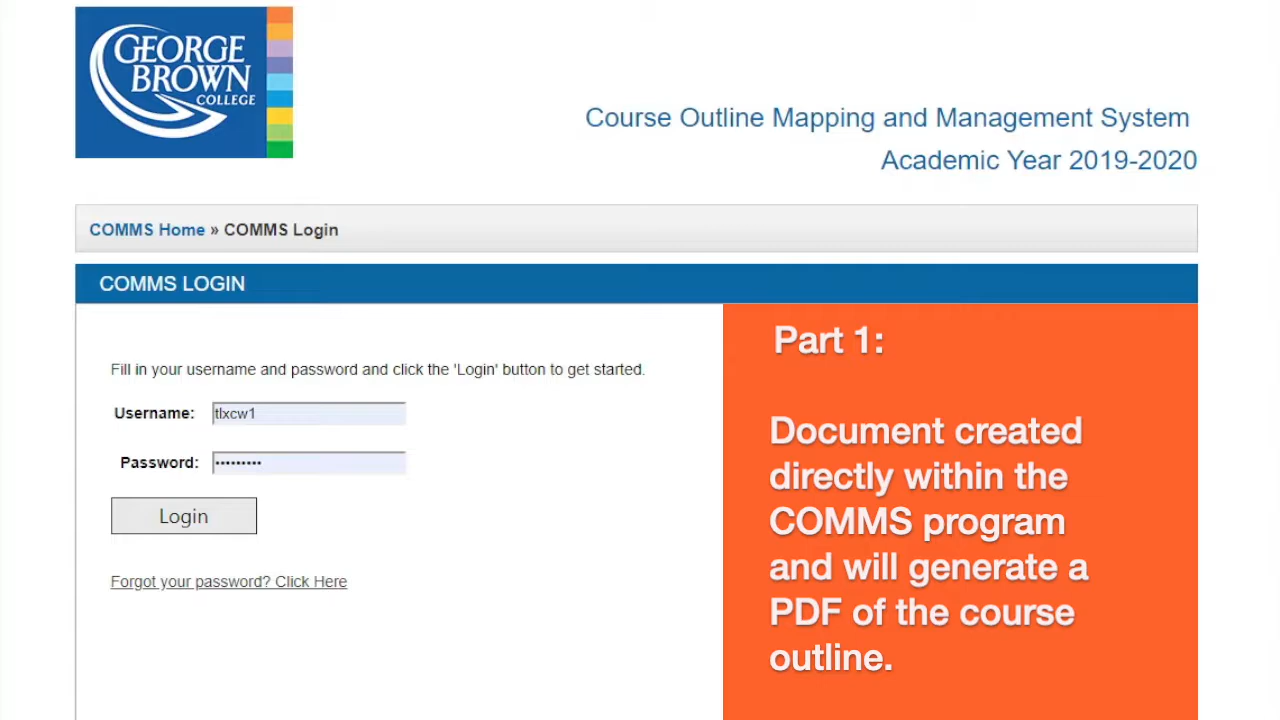 GEORGE
BROWN
COLLEGE
Course Outline Mapping and Management System
Academic Year 2019-2020
COMMS Home » COMMS Login
COMMS LOGIN
Fill in your username and password and click the 'Login' button to get started.
Username: tlxcw1
Password: •••••••••
Login
Forgot your password? Click Here
Part 1:
Document created
directly within the
COMMS program
and will generate a
PDF of the course
outline.